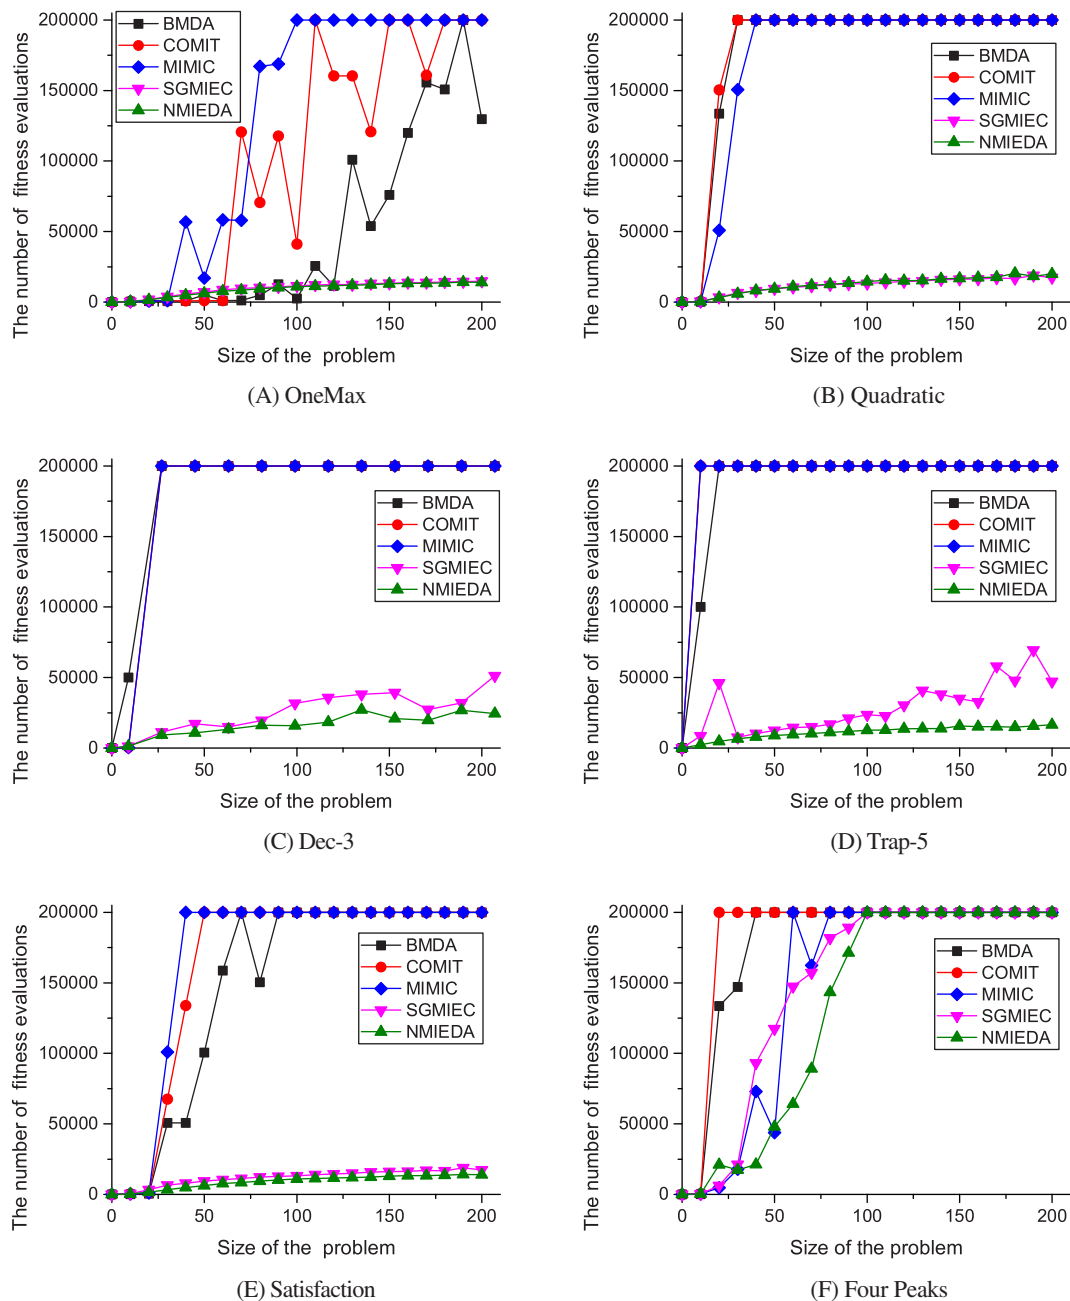 The number of fitness evaluations
200000
150000
100000
50000
0
0 50 100 150 200
Size of the problem
BMDA
COMIT
MIMIC
SGMIEC
NMIEDA
(A) OneMax
The number of fitness evaluations
200000
150000
100000
50000
0
0 50 100 150 200
Size of the problem
BMDA
COMIT
MIMIC
SGMIEC
NMIEDA
(B) Quadratic
The number of fitness evaluations
200000
150000
100000
50000
0
0 50 100 150 200
Size of the problem
BMDA
COMIT
MIMIC
SGMIEC
NMIEDA
(C) Dec-3
The number of fitness evaluations
200000
150000
100000
50000
0
0 50 100 150 200
Size of the problem
BMDA
COMIT
MIMIC
SGMIEC
NMIEDA
(D) Trap-5
The number of fitness evaluations
200000
150000
100000
50000
0
0 50 100 150 200
Size of the problem
BMDA
COMIT
MIMIC
SGMIEC
NMIEDA
(E) Satisfaction
The number of fitness evaluations
200000
150000
100000
50000
0
0 50 100 150 200
Size of the problem
BMDA
COMIT
MIMIC
SGMIEC
NMIEDA
(F) Four Peaks